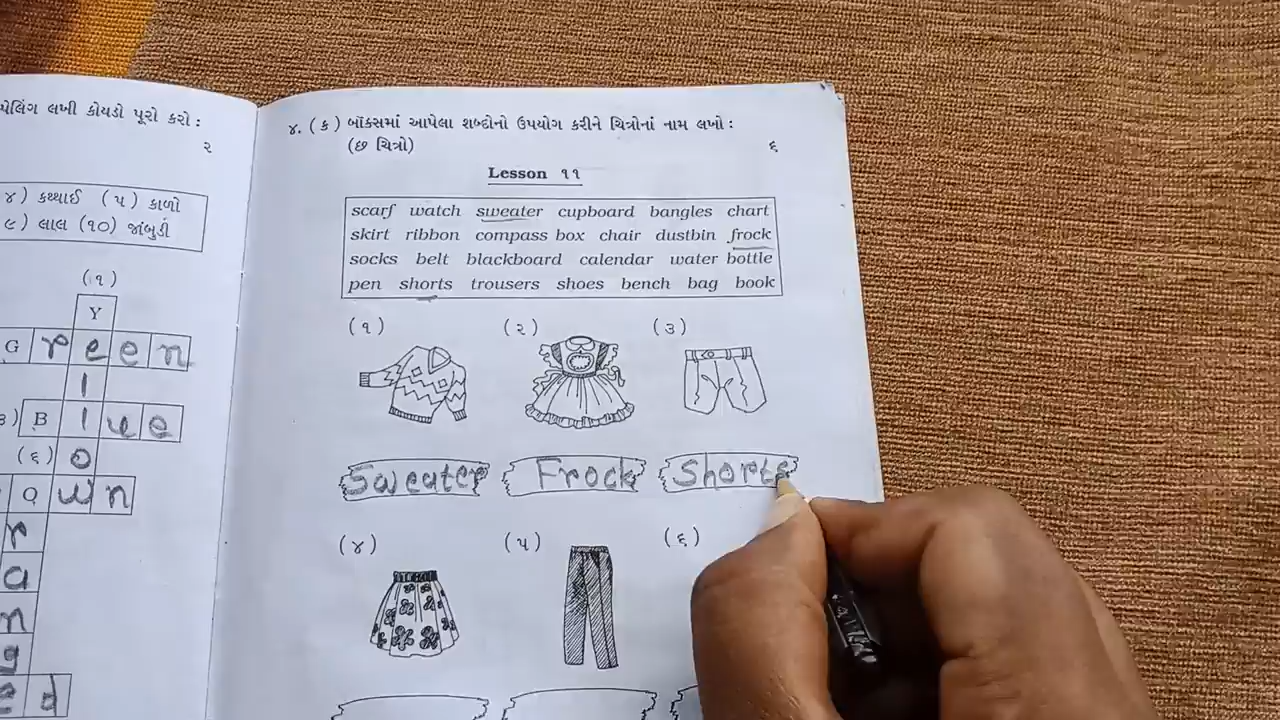 પેલિંગ લખી કોયડો પૂરો કરો :
૨
૪) કથ્થાઈ (૫) કાળો
૯) લાલ (૧૦) જાંબુડી
(૧)
Y
G r e e n
l
૩) B l u e
(૬) o
O w n
r
a
n
g
e d
૪. (ક) બૉક્સમાં આપેલા શબ્દોનો ઉપયોગ કરીને ચિત્રોનાં નામ લખો :
(છ ચિત્રો) ૬
Lesson ૧૧
scarf watch sweater cupboard bangles chart
skirt ribbon compass box chair dustbin frock
socks belt blackboard calendar water bottle
pen shorts trousers shoes bench bag book
(૧) (૨) (૩)
Sweater Frock Shorts
(૪) (૫) (૬)